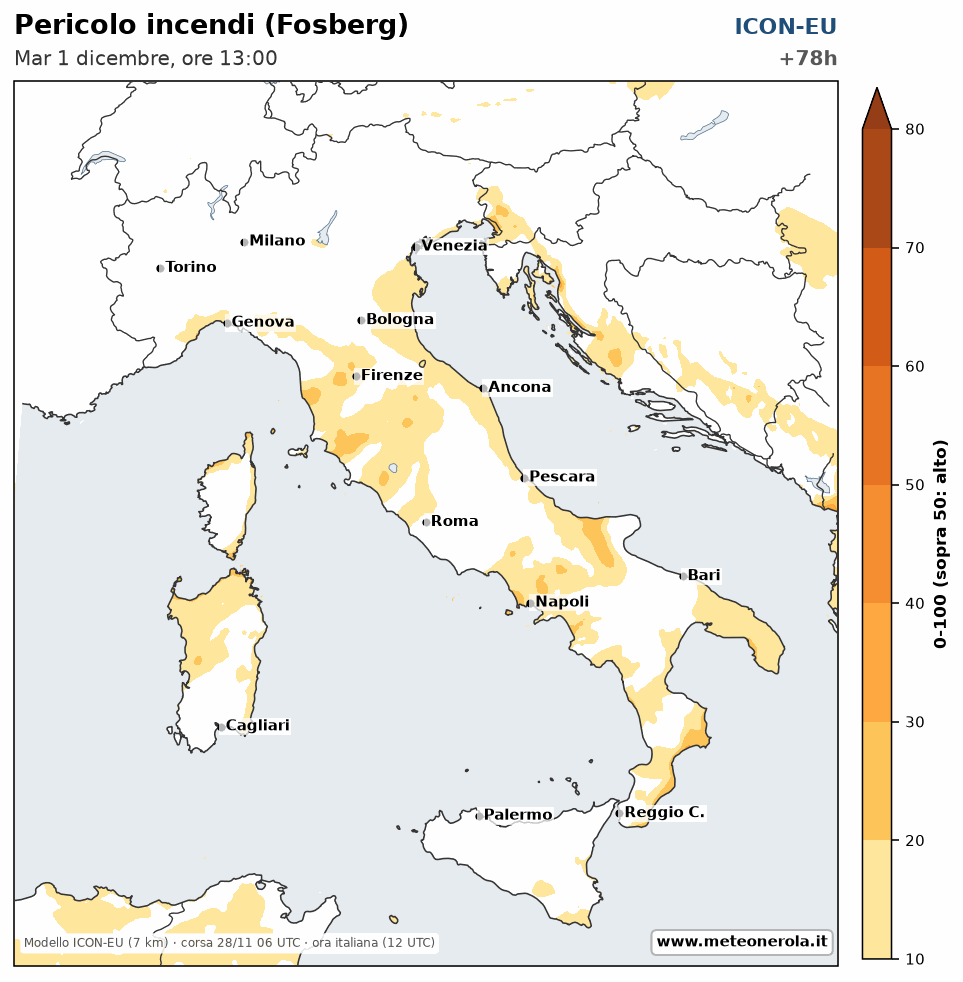 Pericolo incendi (Fosberg)
ICON-EU
Mar 1 dicembre, ore 13:00
+78h
Milano
Torino
Venezia
Genova
Bologna
Firenze
Ancona
Pescara
Roma
Bari
Napoli
Cagliari
Palermo
Reggio C.
Modello ICON-EU (7 km) · corsa 28/11 06 UTC · ora italiana (12 UTC)
www.meteonerola.it
80
70
60
50
40
30
20
10
0-100 (sopra 50: alto)